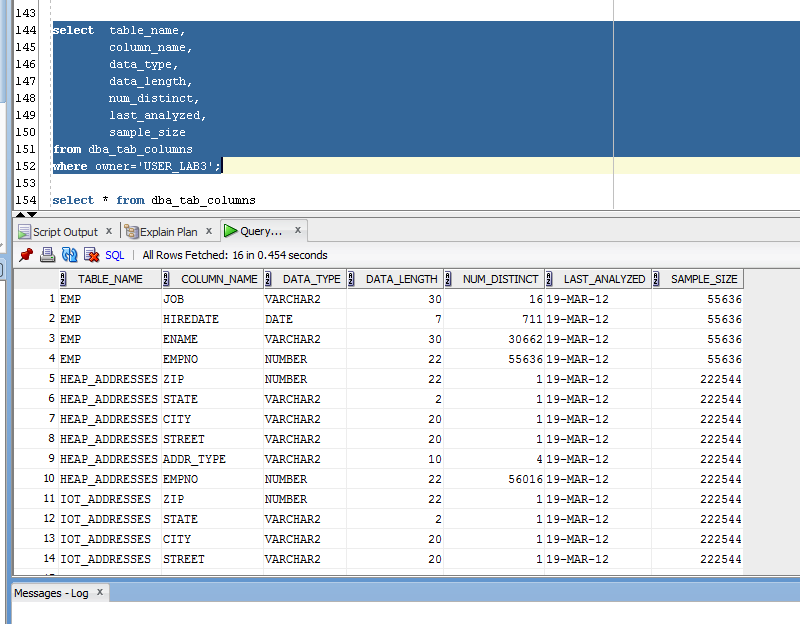 143
144 select  table_name,
145         column_name,
146         data_type,
147         data_length,
148         num_distinct,
149         last_analyzed,
150         sample_size
151 from dba_tab_columns
152 where owner='USER_LAB3';
153
154 select * from dba_tab_columns
Script Output x Explain Plan x Query... x
SQL | All Rows Fetched: 16 in 0.454 seconds
TABLE_NAME COLUMN_NAME DATA_TYPE DATA_LENGTH NUM_DISTINCT LAST_ANALYZED SAMPLE_SIZE
1 EMP JOB VARCHAR2 30 16 19-MAR-12 55636
2 EMP HIREDATE DATE 7 711 19-MAR-12 55636
3 EMP ENAME VARCHAR2 30 30662 19-MAR-12 55636
4 EMP EMPNO NUMBER 22 55636 19-MAR-12 55636
5 HEAP_ADDRESSES ZIP NUMBER 22 1 19-MAR-12 222544
6 HEAP_ADDRESSES STATE VARCHAR2 2 1 19-MAR-12 222544
7 HEAP_ADDRESSES CITY VARCHAR2 20 1 19-MAR-12 222544
8 HEAP_ADDRESSES STREET VARCHAR2 20 1 19-MAR-12 222544
9 HEAP_ADDRESSES ADDR_TYPE VARCHAR2 10 4 19-MAR-12 222544
10 HEAP_ADDRESSES EMPNO NUMBER 22 56016 19-MAR-12 222544
11 IOT_ADDRESSES ZIP NUMBER 22 1 19-MAR-12 222544
12 IOT_ADDRESSES STATE VARCHAR2 2 1 19-MAR-12 222544
13 IOT_ADDRESSES CITY VARCHAR2 20 1 19-MAR-12 222544
14 IOT_ADDRESSES STREET VARCHAR2 20 1 19-MAR-12 222544
Messages - Log x